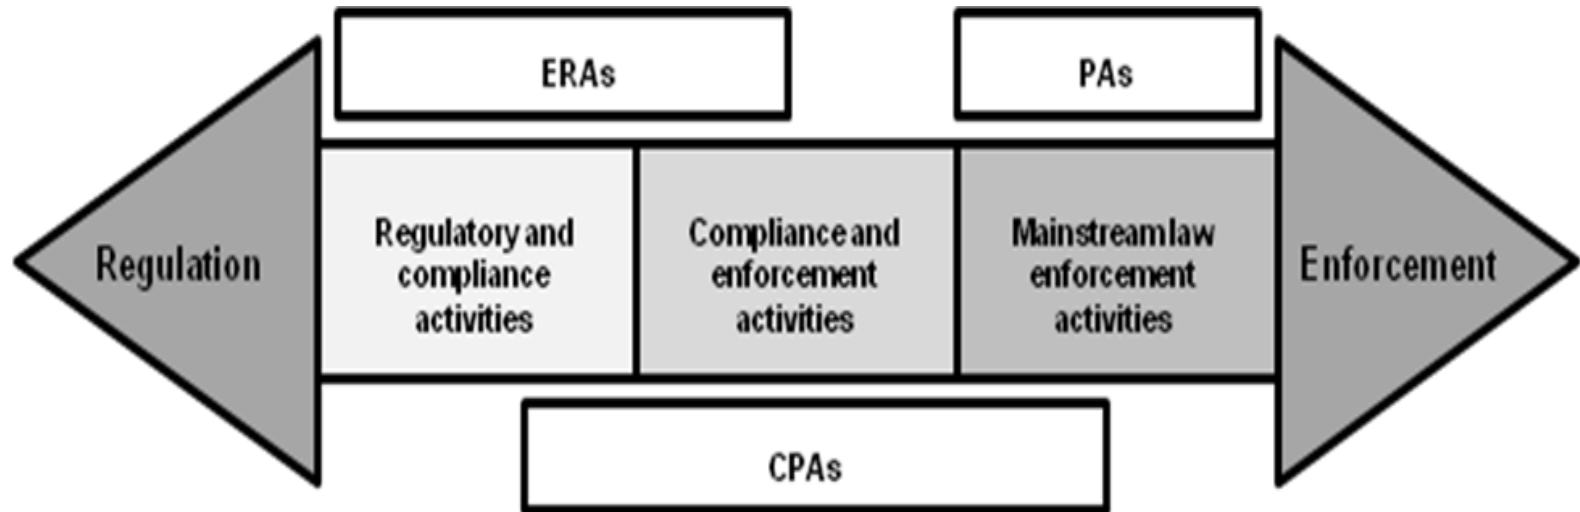 ERAs
PAs
Regulation
Regulatory and
compliance
activities
Compliance and
enforcement
activities
Mainstream law
enforcement
activities
Enforcement
CPAs